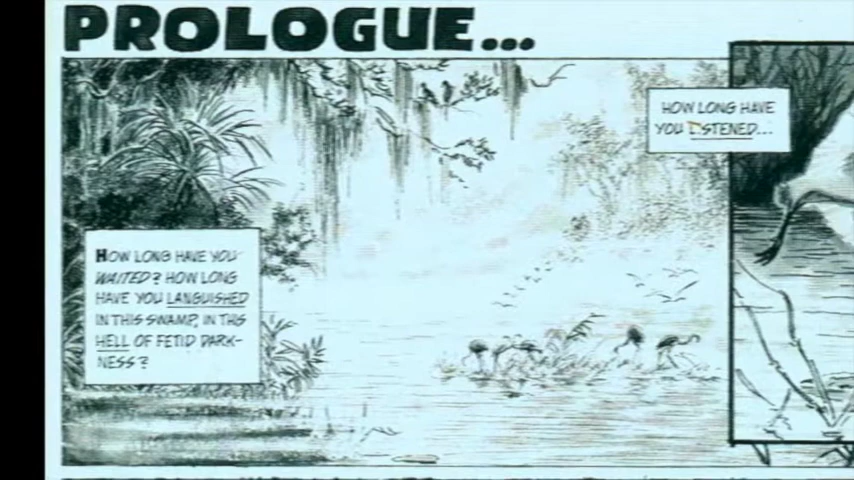 PROLOGUE...
HOW LONG HAVE YOU
WAITED? HOW LONG
HAVE YOU LANGUISHED
IN THIS SWAMP, IN THIS
HELL OF FETID DARK-
NESS?
HOW LONG HAVE
YOU LISTENED...